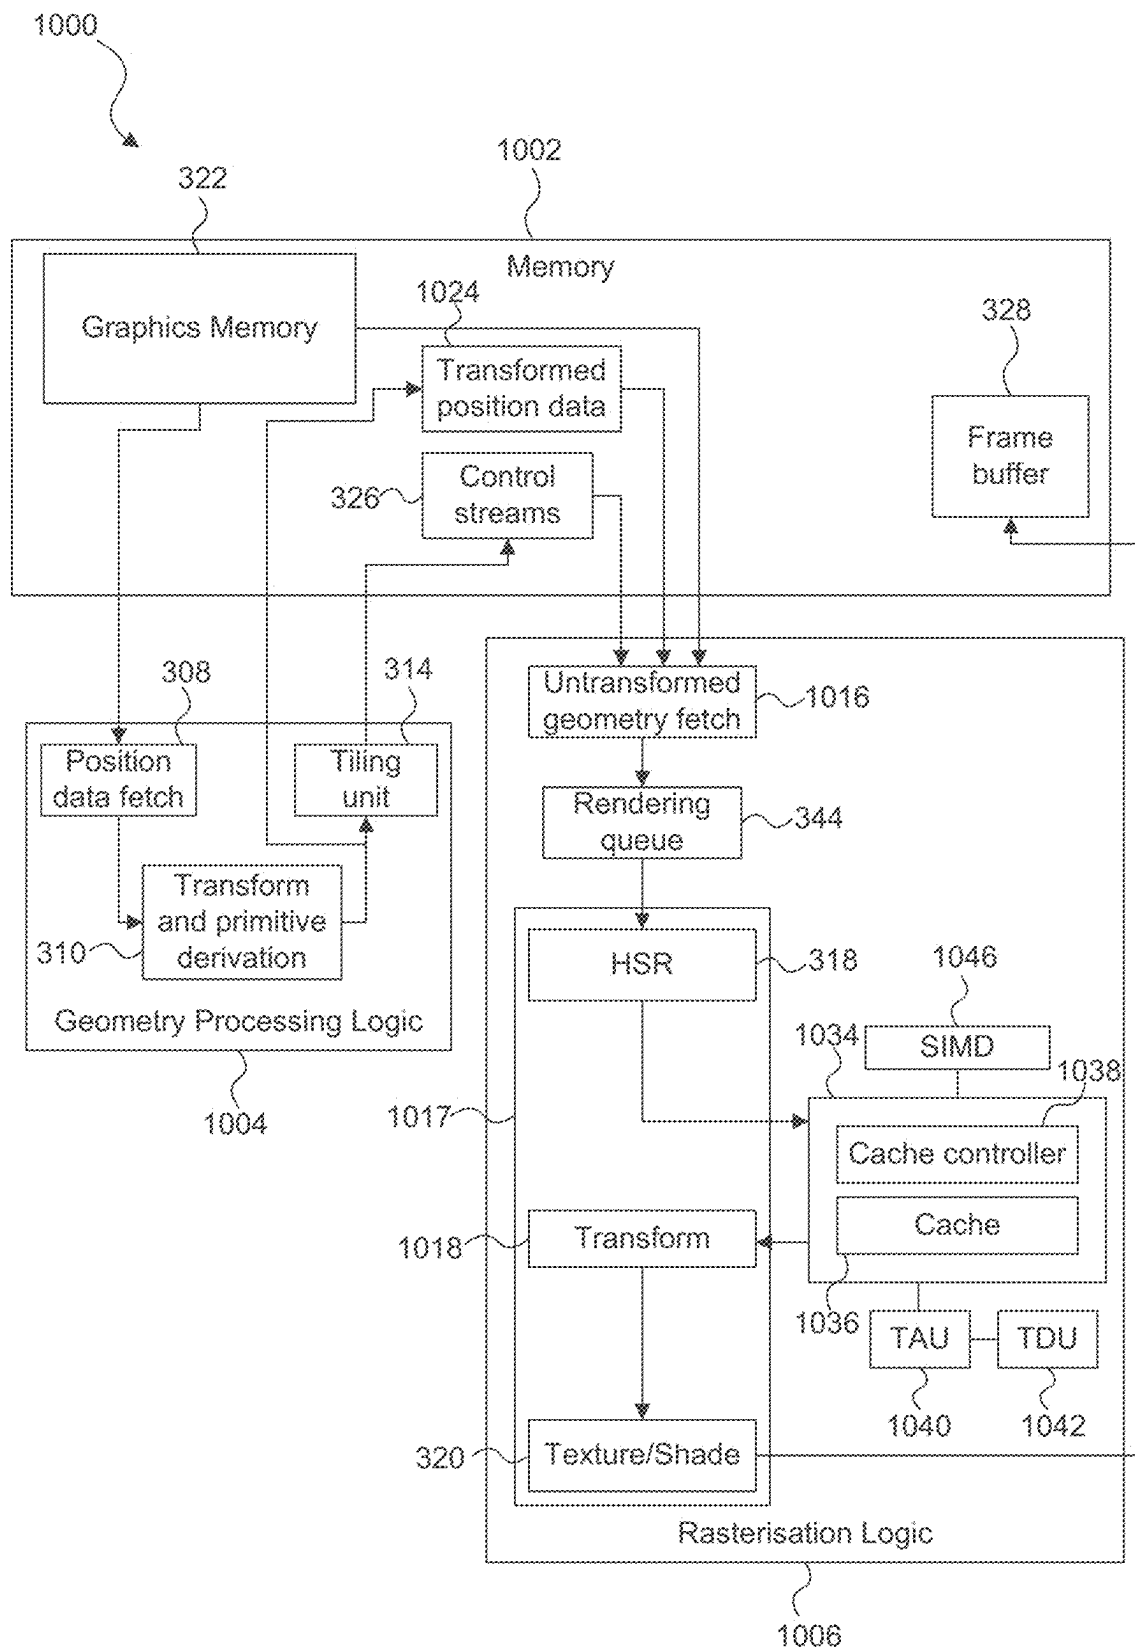 1000
1002
322
Memory
1024
328
Graphics Memory
Transformed
position data
Frame
buffer
326
Control
streams
308
314
Untransformed
geometry fetch
1016
Position
data fetch
Tiling
unit
Rendering
queue
344
Transform
and primitive
derivation
310
HSR
318
1046
Geometry Processing Logic
1034
SIMD
1038
1004
1017
Cache controller
Cache
1018
Transform
1036
TAU
TDU
1040
1042
320
Texture/Shade
Rasterisation Logic
1006